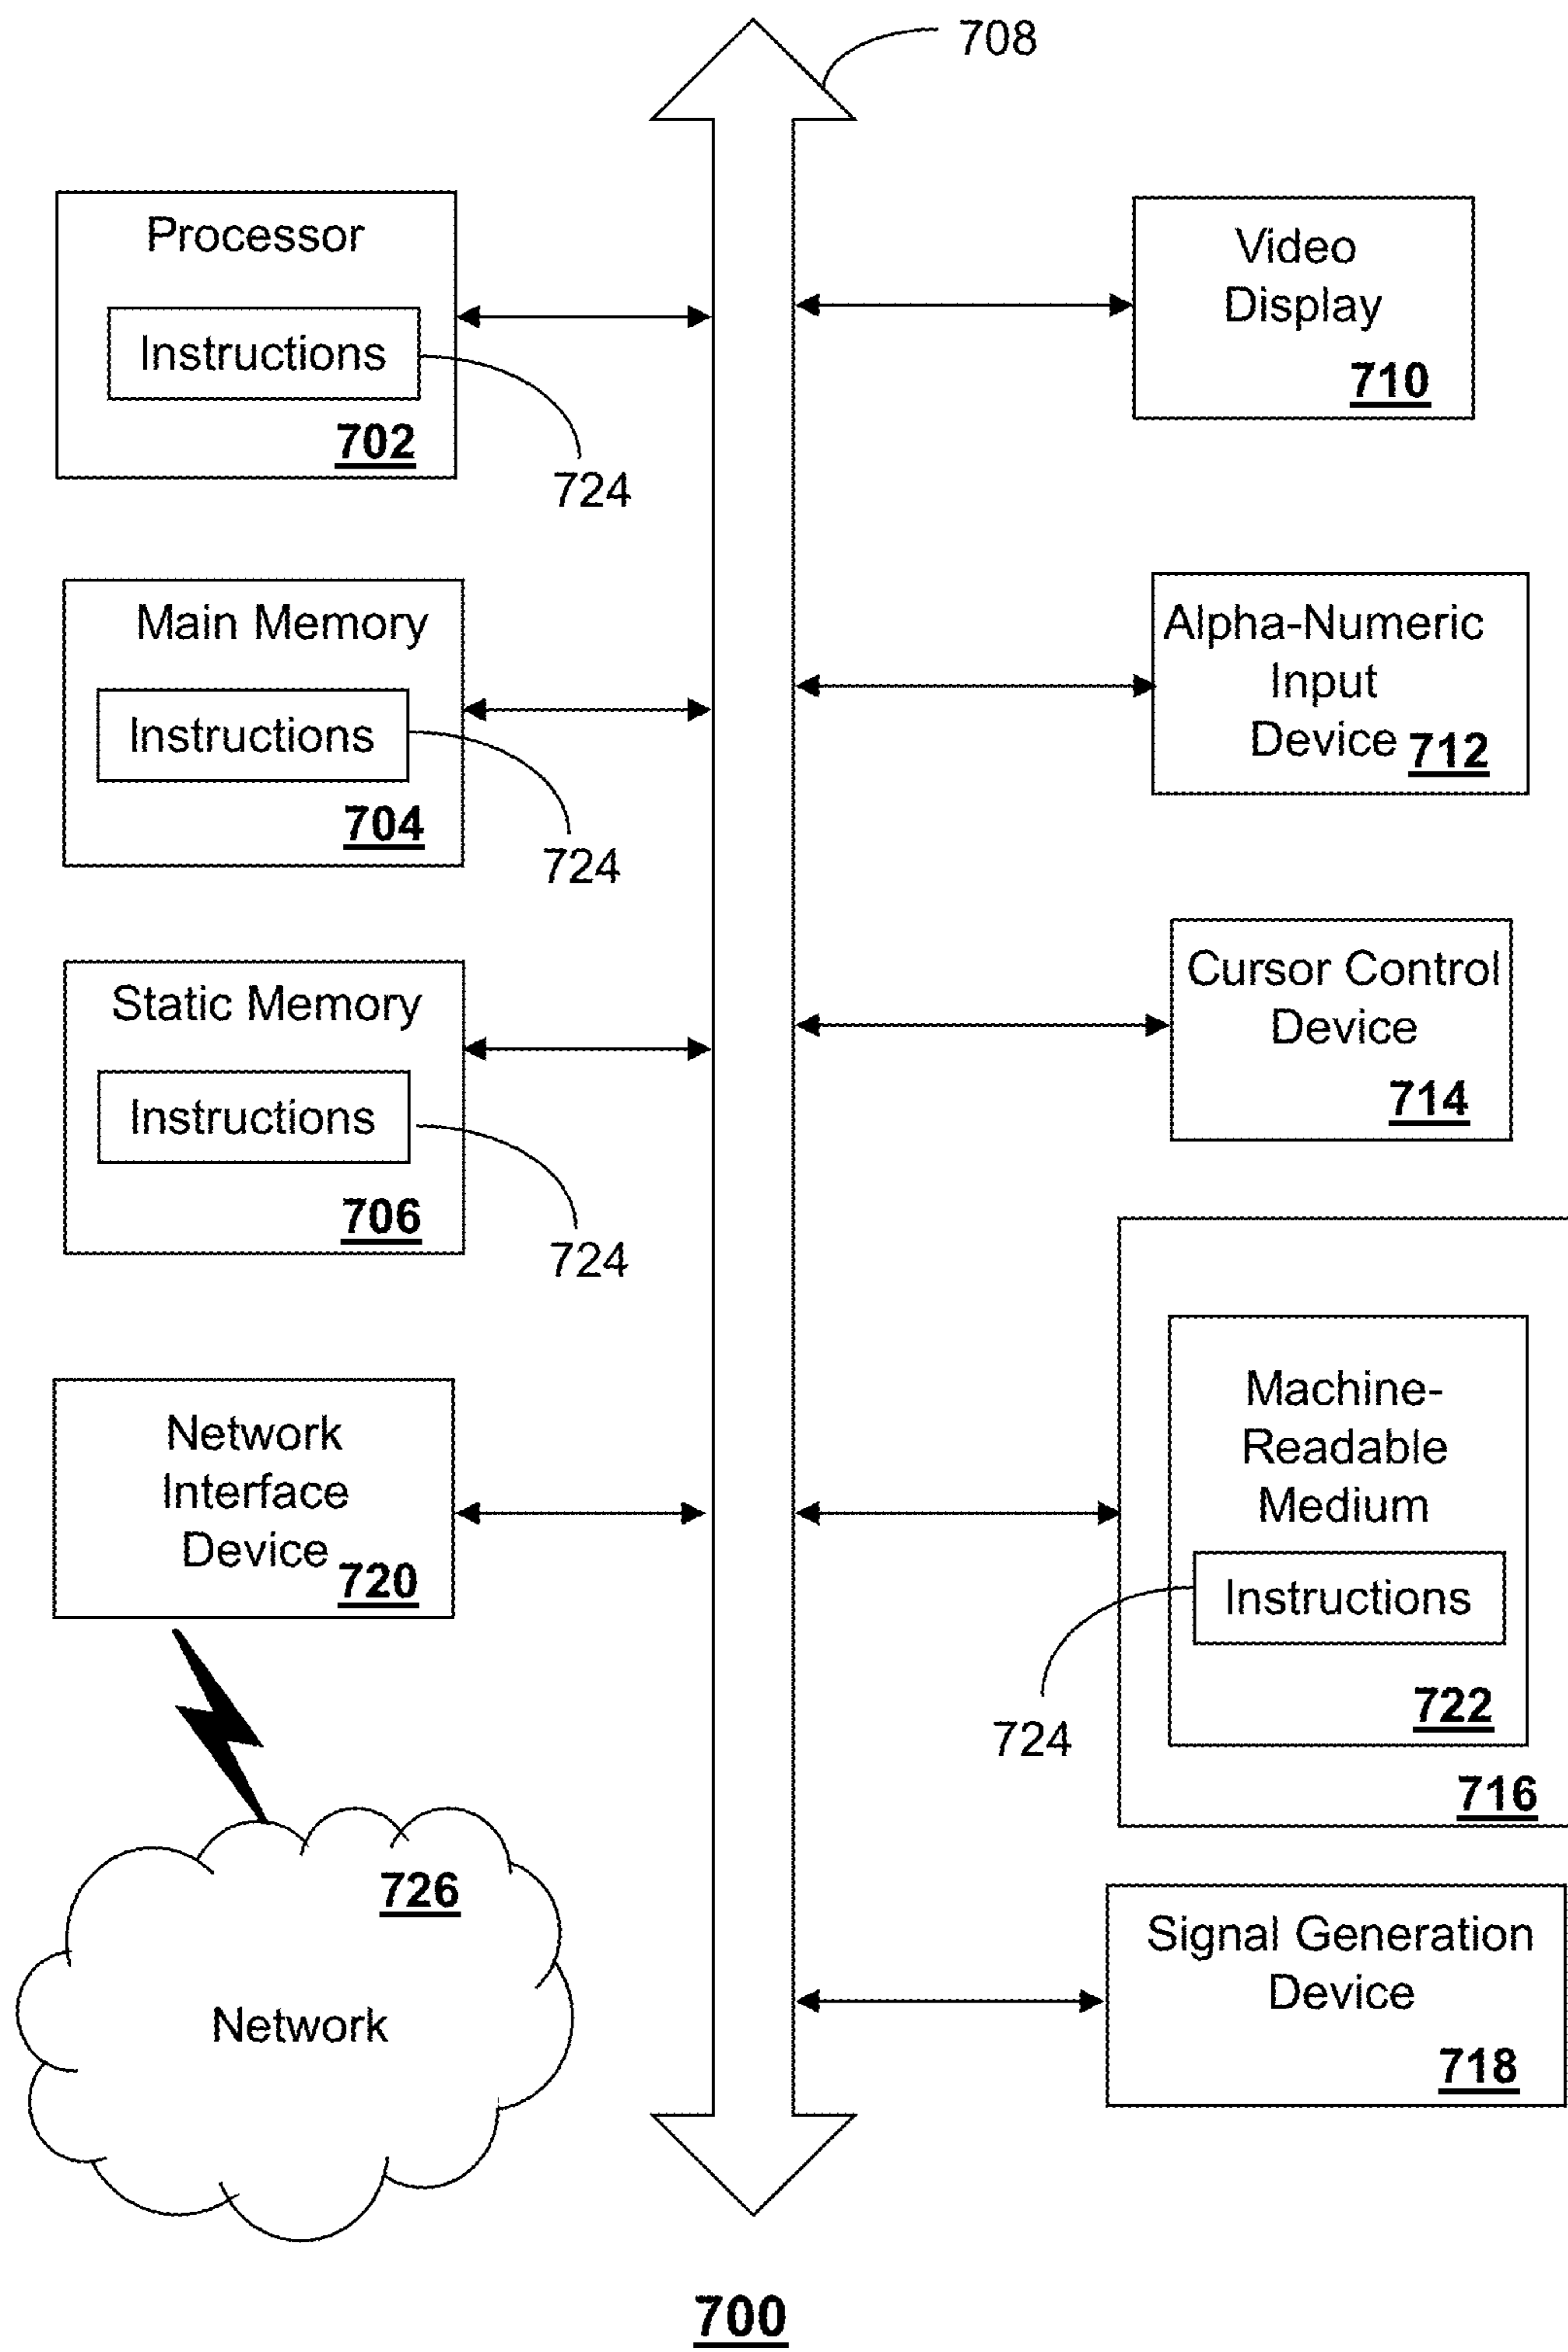 708
Processor
Instructions
702
724
Main Memory
Instructions
704
724
Static Memory
Instructions
706
724
Network
Interface
Device
720
726
Network
Video
Display
710
Alpha-Numeric
Input
Device
712
Cursor Control
Device
714
Machine-
Readable
Medium
Instructions
724
722
716
Signal Generation
Device
718
700